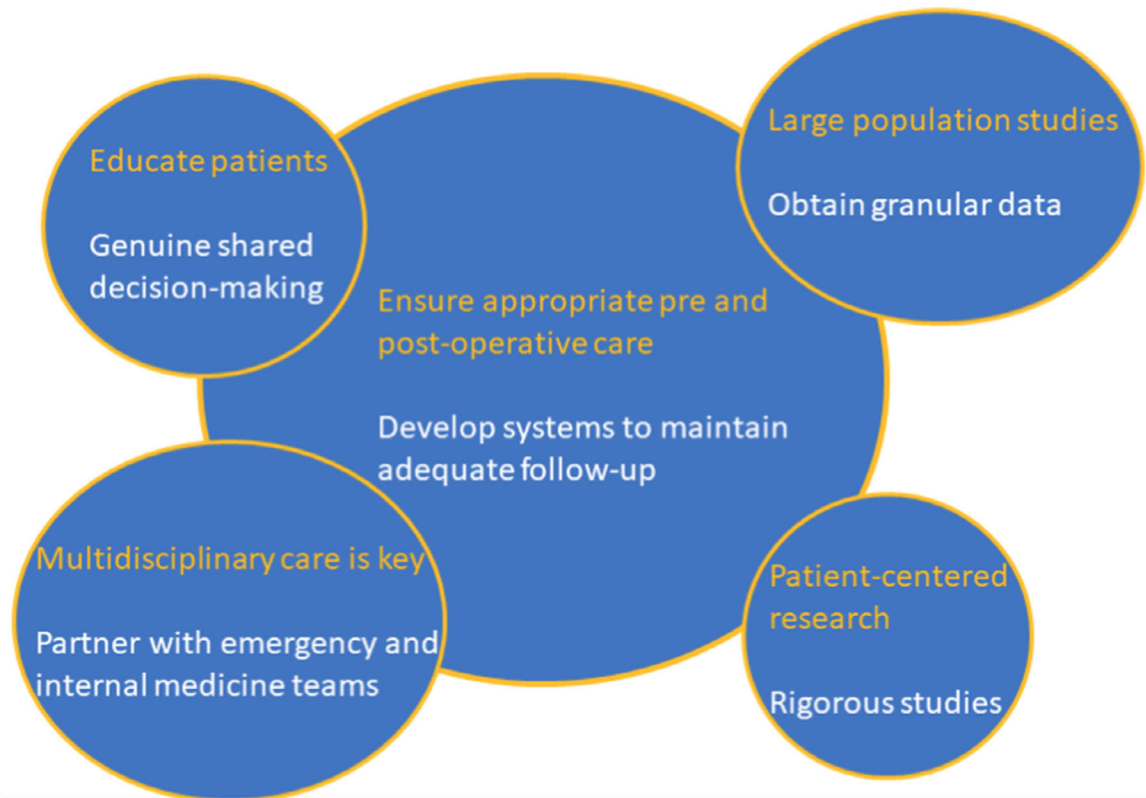 Educate patients
Genuine shared
decision-making
Large population studies
Obtain granular data
Ensure appropriate pre and
post-operative care
Develop systems to maintain
adequate follow-up
Multidisciplinary care is key
Partner with emergency and
internal medicine teams
Patient-centered
research
Rigorous studies